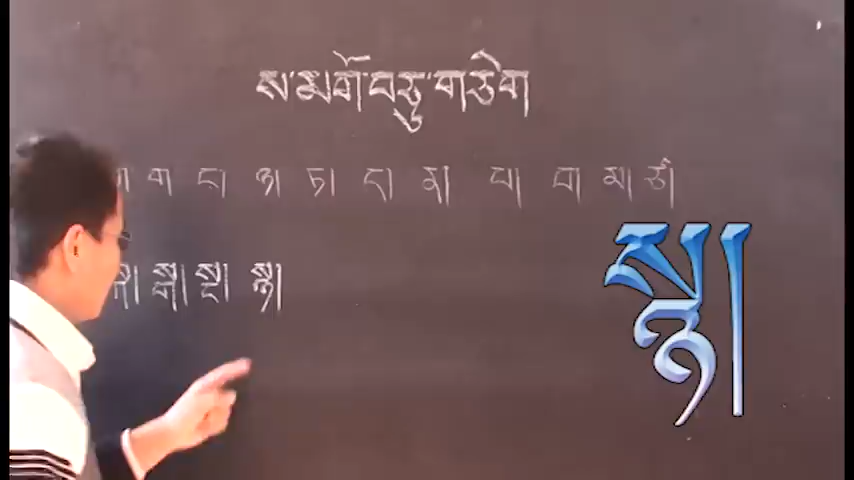 ས་མགོ་བཅུ་གཅིག
ག། ང། ཉ། ཏ། ད། ན། པ། བ། མ། ཙ།
སྐ། སྒ། སྔ། སྙ།
སྙ།